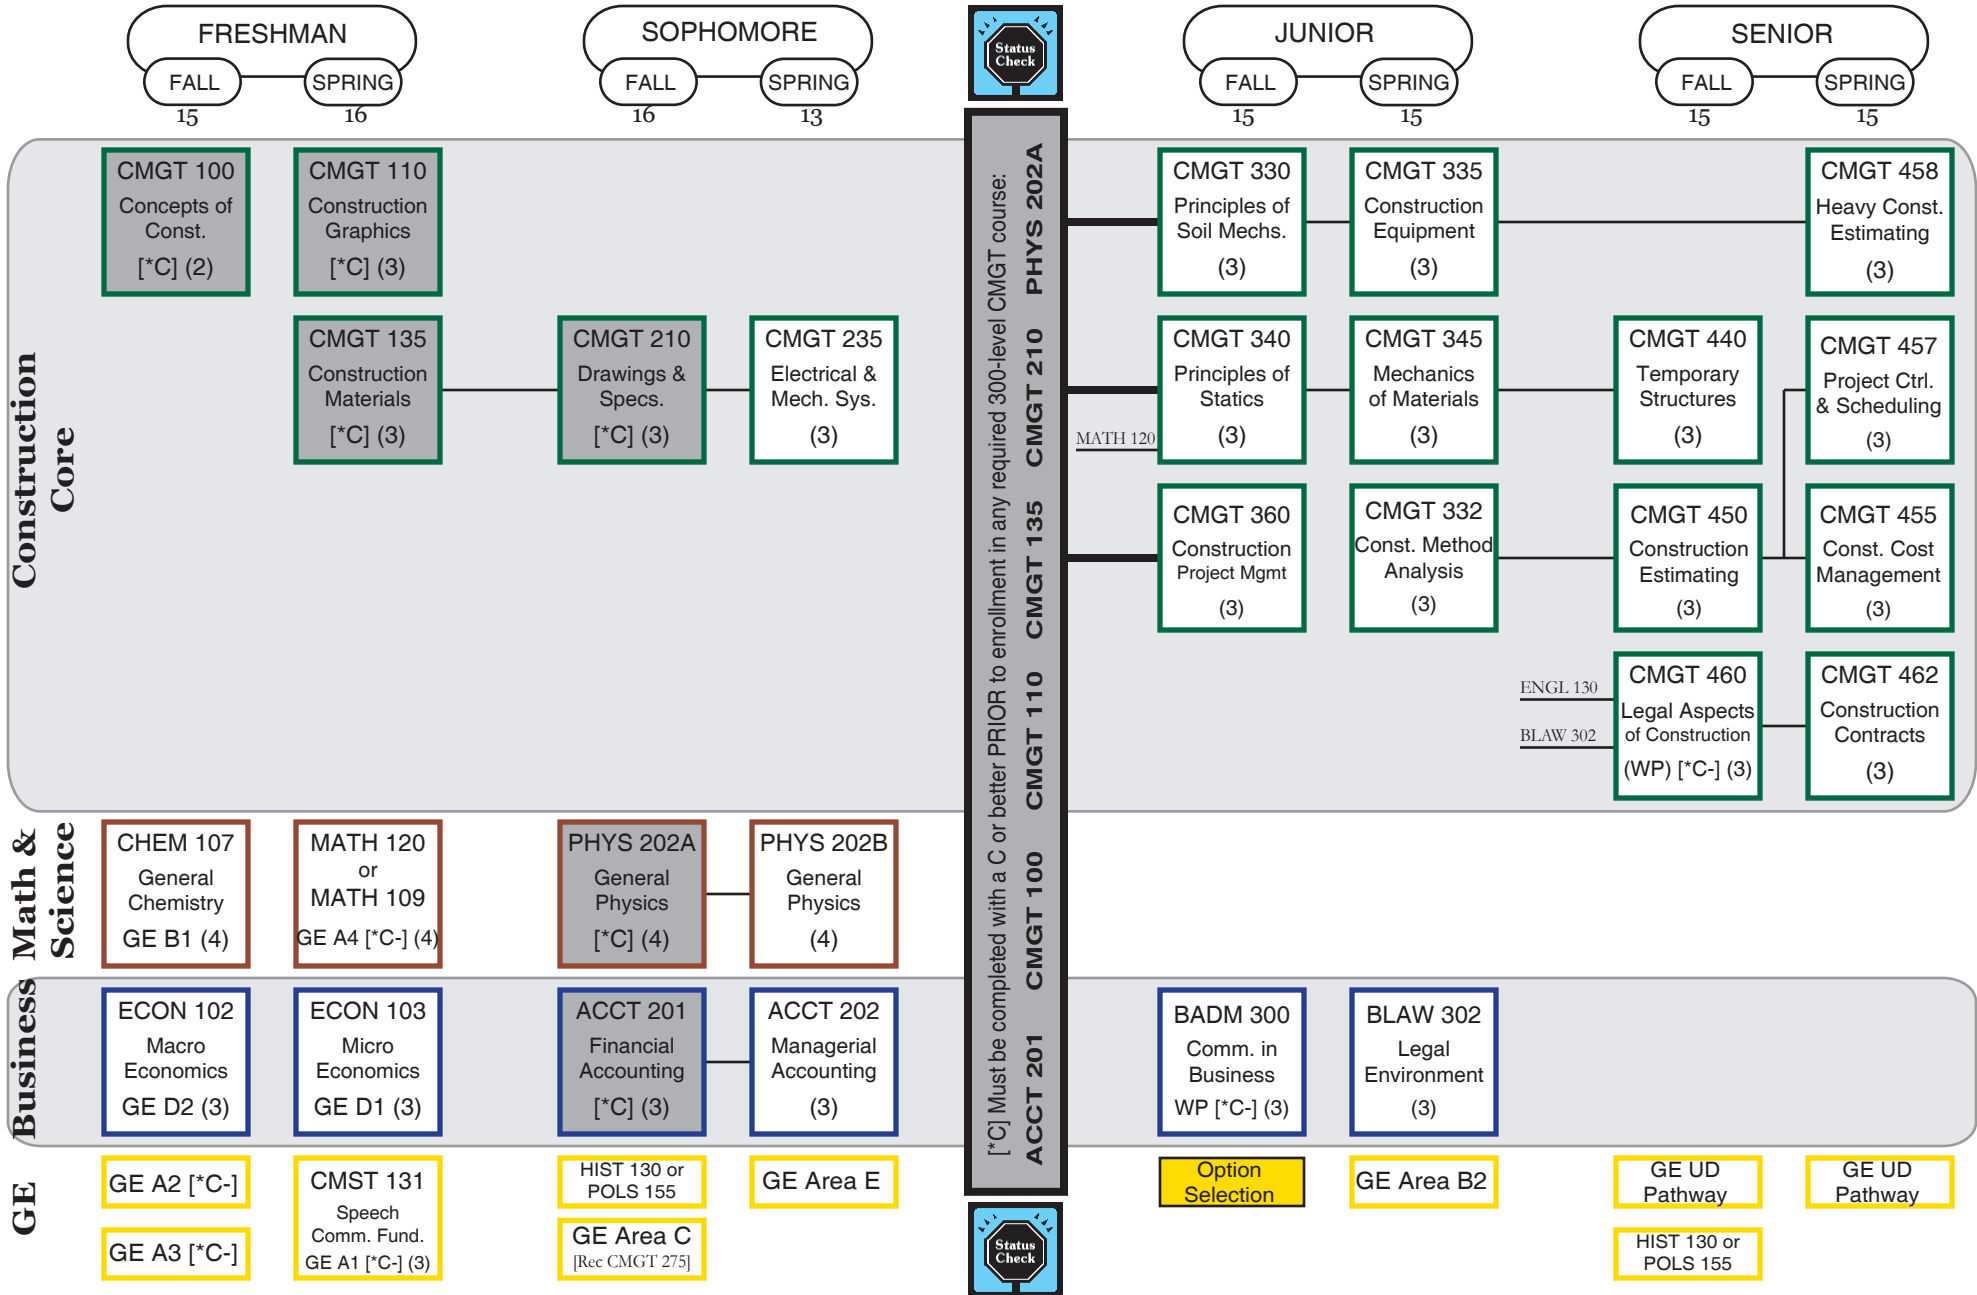 FRESHMAN
FALL
SPRING
15
16
SOPHOMORE
FALL
SPRING
16
13
Status
Check
JUNIOR
FALL
SPRING
15
15
SENIOR
FALL
SPRING
15
15
Construction
Core
CMGT 100
Concepts of
Const.
[*C] (2)
CMGT 110
Construction
Graphics
[*C] (3)
CMGT 135
Construction
Materials
[*C] (3)
CMGT 210
Drawings &
Specs.
[*C] (3)
CMGT 235
Electrical &
Mech. Sys.
(3)
[*C] Must be completed with a C or better PRIOR to enrollment in any required 300-level CMGT course:
ACCT 201 CMGT 100 CMGT 110 CMGT 135 CMGT 210 PHYS 202A
CMGT 330
Principles of
Soil Mechs.
(3)
CMGT 335
Construction
Equipment
(3)
CMGT 458
Heavy Const.
Estimating
(3)
MATH 120
CMGT 340
Principles of
Statics
(3)
CMGT 345
Mechanics
of Materials
(3)
CMGT 440
Temporary
Structures
(3)
CMGT 457
Project Ctrl.
& Scheduling
(3)
CMGT 360
Construction
Project Mgmt
(3)
CMGT 332
Const. Method
Analysis
(3)
CMGT 450
Construction
Estimating
(3)
CMGT 455
Const. Cost
Management
(3)
ENGL 130
BLAW 302
CMGT 460
Legal Aspects
of Construction
(WP) [*C-] (3)
CMGT 462
Construction
Contracts
(3)
Math &
Science
CHEM 107
General
Chemistry
GE B1 (4)
MATH 120
or
MATH 109
GE A4 [*C-] (4)
PHYS 202A
General
Physics
[*C] (4)
PHYS 202B
General
Physics
(4)
Business
ECON 102
Macro
Economics
GE D2 (3)
ECON 103
Micro
Economics
GE D1 (3)
ACCT 201
Financial
Accounting
[*C] (3)
ACCT 202
Managerial
Accounting
(3)
BADM 300
Comm. in
Business
WP [*C-] (3)
BLAW 302
Legal
Environment
(3)
GE
GE A2 [*C-]
GE A3 [*C-]
CMST 131
Speech
Comm. Fund.
GE A1 [*C-] (3)
HIST 130 or
POLS 155
GE Area C
[Rec CMGT 275]
GE Area E
Status
Check
Option
Selection
GE Area B2
GE UD
Pathway
HIST 130 or
POLS 155
GE UD
Pathway